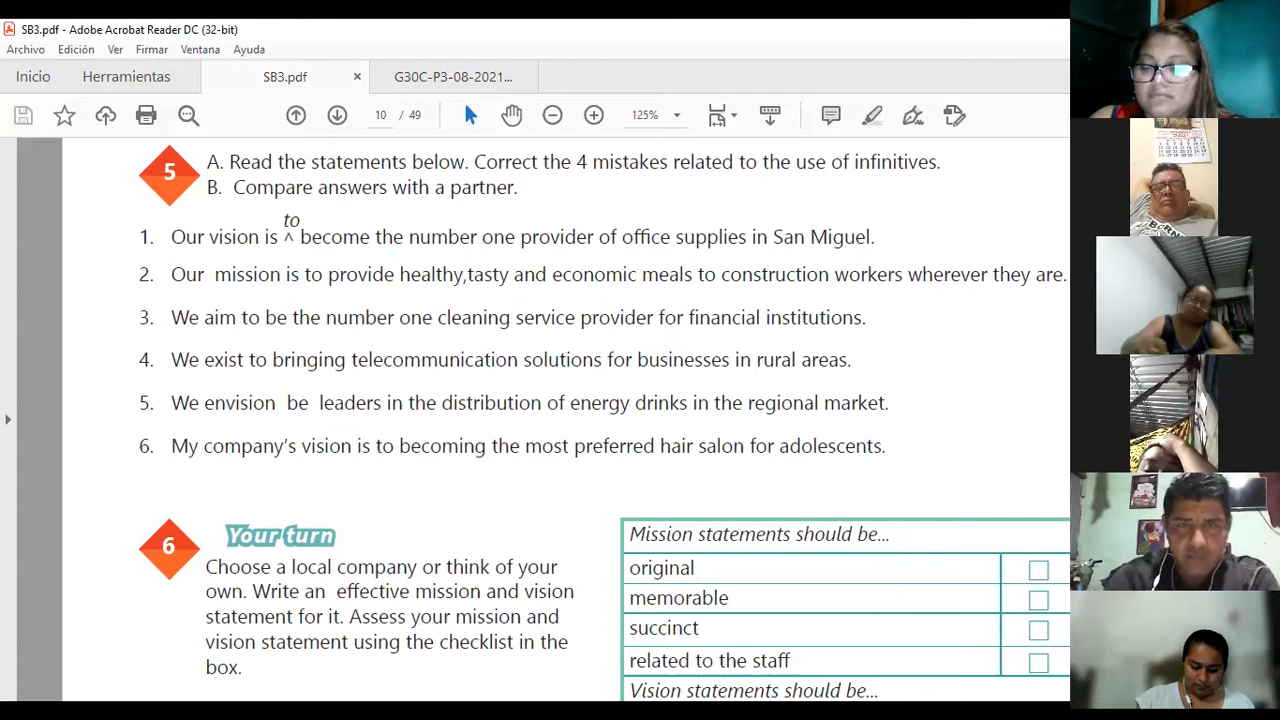 SB3.pdf - Adobe Acrobat Reader DC (32-bit)
Archivo Edición Ver Firmar Ventana Ayuda
Inicio Herramientas SB3.pdf × G30C-P3-08-2021...
10 / 49 125%
5 A. Read the statements below. Correct the 4 mistakes related to the use of infinitives.
B. Compare answers with a partner.
to
1. Our vision is ^ become the number one provider of office supplies in San Miguel.
2. Our mission is to provide healthy,tasty and economic meals to construction workers wherever they are.
3. We aim to be the number one cleaning service provider for financial institutions.
4. We exist to bringing telecommunication solutions for businesses in rural areas.
5. We envision be leaders in the distribution of energy drinks in the regional market.
6. My company's vision is to becoming the most preferred hair salon for adolescents.
6 Your turn
Choose a local company or think of your
own. Write an effective mission and vision
statement for it. Assess your mission and
vision statement using the checklist in the
box.
Mission statements should be...
original
memorable
succinct
related to the staff
Vision statements should be...